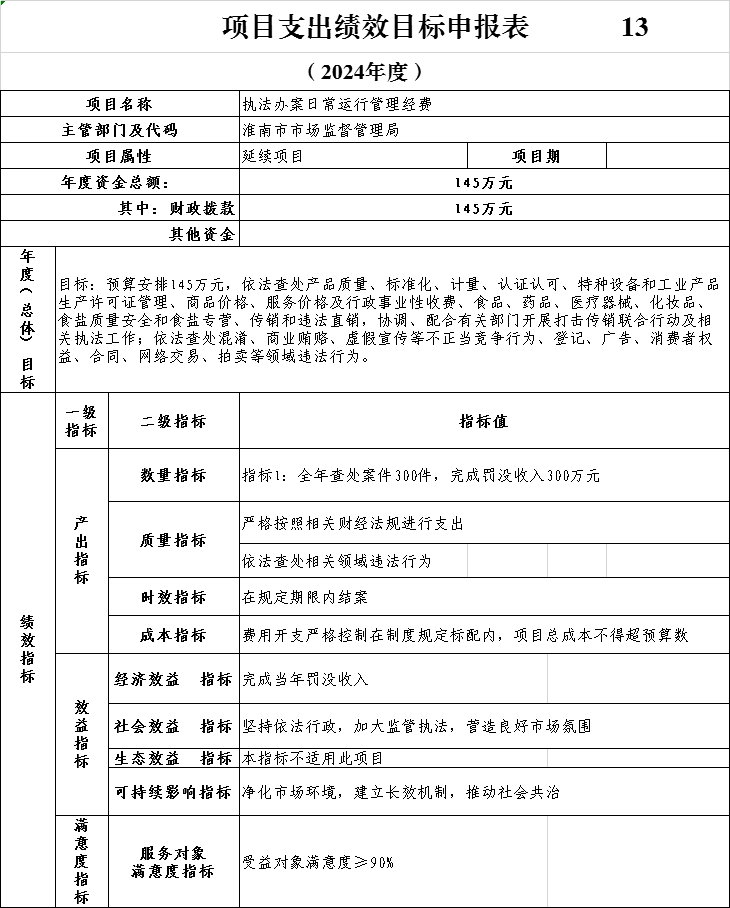 项目支出绩效目标申报表 13
（2024年度）
项目名称 执法办案日常运行管理经费
主管部门及代码 淮南市市场监督管理局
项目属性 延续项目 项目期
年度资金总额： 145万元
其中：财政拨款 145万元
其他资金
年度（总体）目标
目标：预算安排145万元，依法查处产品质量、标准化、计量、认证认可、特种设备和工业产品
生产许可证管理、商品价格、服务价格及行政事业性收费、食品、药品、医疗器械、化妆品、
食盐质量安全和食盐专营、传销和违法直销，协调、配合有关部门开展打击传销联合行动及相
关执法工作；依法查处混淆、商业贿赂、虚假宣传等不正当竞争行为、登记、广告、消费者权
益、合同、网络交易、拍卖等领域违法行为。
绩效指标
一级指标 二级指标 指标值
产出指标
数量指标 指标1：全年查处案件300件，完成罚没收入300万元
质量指标 严格按照相关财经法规进行支出
依法查处相关领域违法行为
时效指标 在规定期限内结案
成本指标 费用开支严格控制在制度规定标配内，项目总成本不得超预算数
效益指标
经济效益 指标 完成当年罚没收入
社会效益 指标 坚持依法行政，加大监管执法，营造良好市场氛围
生态效益 指标 本指标不适用此项目
可持续影响指标 净化市场环境，建立长效机制，推动社会共治
满意度指标
服务对象
满意度指标 受益对象满意度≥90%